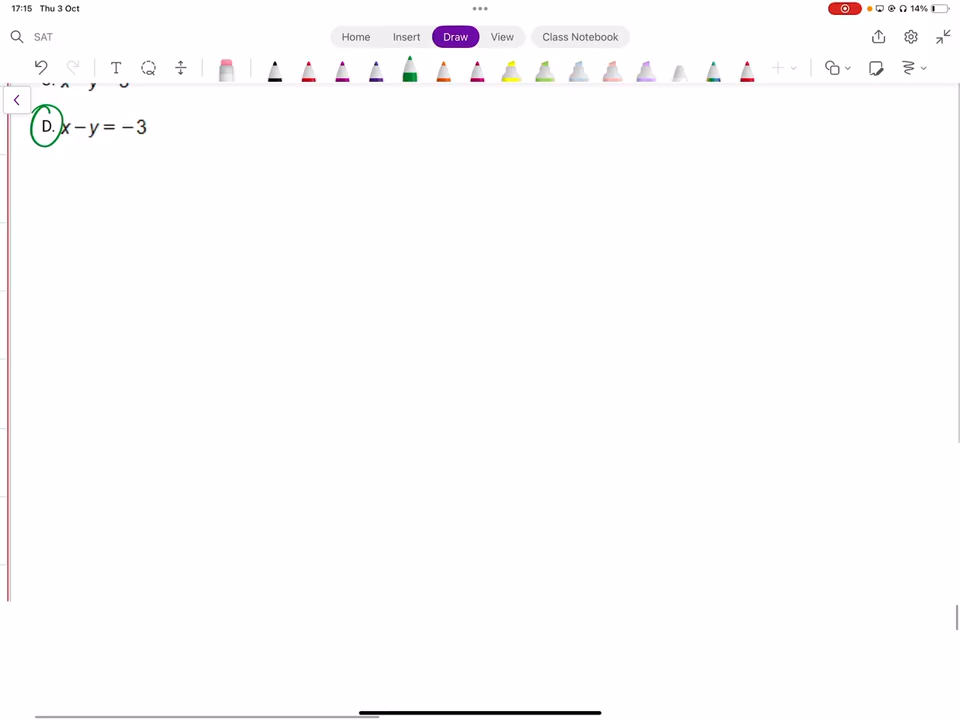 17:15 Thu 3 Oct
14%
SAT
Home Insert Draw View Class Notebook
D. x − y = − 3